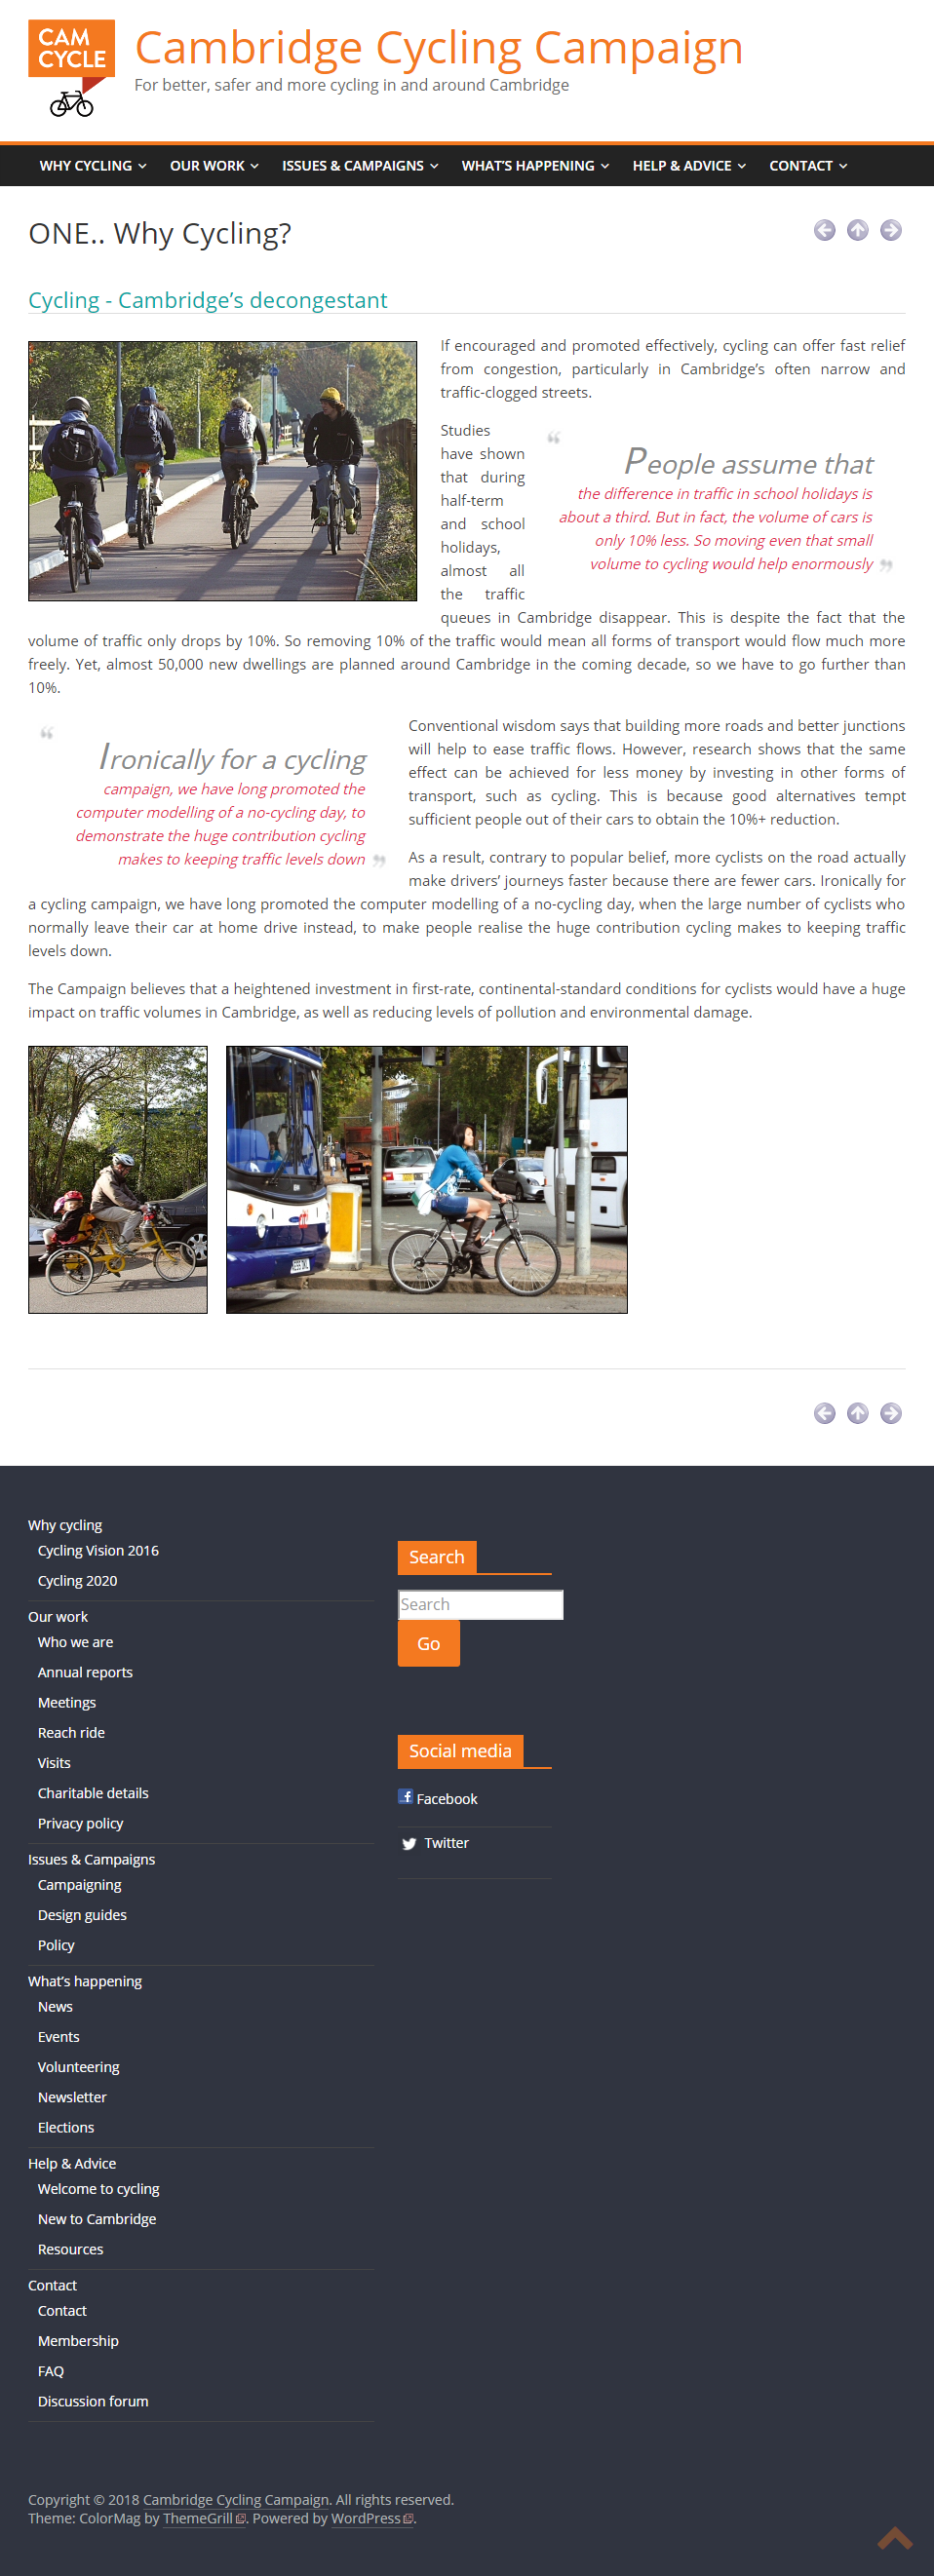 CAM
CYCLE
Cambridge Cycling Campaign
For better, safer and more cycling in and around Cambridge
WHY CYCLING OUR WORK ISSUES & CAMPAIGNS WHAT’S HAPPENING HELP & ADVICE CONTACT
ONE.. Why Cycling?
Cycling - Cambridge’s decongestant
If encouraged and promoted effectively, cycling can offer fast relief
from congestion, particularly in Cambridge’s often narrow and
traffic-clogged streets.
“
People assume that
the difference in traffic in school holidays is
about a third. But in fact, the volume of cars is
only 10% less. So moving even that small
volume to cycling would help enormously ”
Studies
have shown
that during
half-term
and school
holidays,
almost all
the traffic
queues in Cambridge disappear. This is despite the fact that the
volume of traffic only drops by 10%. So removing 10% of the traffic would mean all forms of transport would flow much more
freely. Yet, almost 50,000 new dwellings are planned around Cambridge in the coming decade, so we have to go further than
10%.
“
Ironically for a cycling
campaign, we have long promoted the
computer modelling of a no-cycling day, to
demonstrate the huge contribution cycling
makes to keeping traffic levels down ”
Conventional wisdom says that building more roads and better junctions
will help to ease traffic flows. However, research shows that the same
effect can be achieved for less money by investing in other forms of
transport, such as cycling. This is because good alternatives tempt
sufficient people out of their cars to obtain the 10%+ reduction.
As a result, contrary to popular belief, more cyclists on the road actually
make drivers’ journeys faster because there are fewer cars. Ironically for
a cycling campaign, we have long promoted the computer modelling of a no-cycling day, when the large number of cyclists who
normally leave their car at home drive instead, to make people realise the huge contribution cycling makes to keeping traffic
levels down.
The Campaign believes that a heightened investment in first-rate, continental-standard conditions for cyclists would have a huge
impact on traffic volumes in Cambridge, as well as reducing levels of pollution and environmental damage.
Why cycling
Cycling Vision 2016
Cycling 2020
Our work
Who we are
Annual reports
Meetings
Reach ride
Visits
Charitable details
Privacy policy
Issues & Campaigns
Campaigning
Design guides
Policy
What’s happening
News
Events
Volunteering
Newsletter
Elections
Help & Advice
Welcome to cycling
New to Cambridge
Resources
Contact
Contact
Membership
FAQ
Discussion forum
Search
Search
Go
Social media
Facebook
Twitter
Copyright © 2018 Cambridge Cycling Campaign. All rights reserved.
Theme: ColorMag by ThemeGrill. Powered by WordPress.